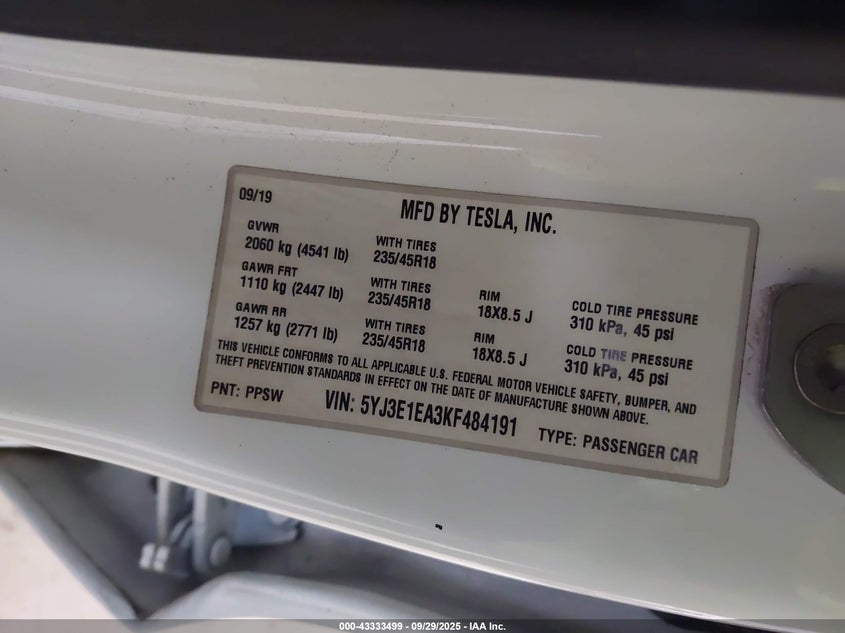 09/19
MFD BY TESLA, INC.
GVWR
2060 kg (4541 lb)
WITH TIRES
235/45R18
GAWR FRT
1110 kg (2447 lb)
WITH TIRES
235/45R18
RIM
18X8.5 J
COLD TIRE PRESSURE
310 kPa, 45 psi
GAWR RR
1257 kg (2771 lb)
WITH TIRES
235/45R18
RIM
18X8.5 J
COLD TIRE PRESSURE
310 kPa, 45 psi
THIS VEHICLE CONFORMS TO ALL APPLICABLE U.S. FEDERAL MOTOR VEHICLE SAFETY, BUMPER, AND
THEFT PREVENTION STANDARDS IN EFFECT ON THE DATE OF MANUFACTURE SHOWN ABOVE.
PNT: PPSW
VIN: 5YJ3E1EA3KF484191
TYPE: PASSENGER CAR
000-43333499 - 09/29/2025 - IAA Inc.